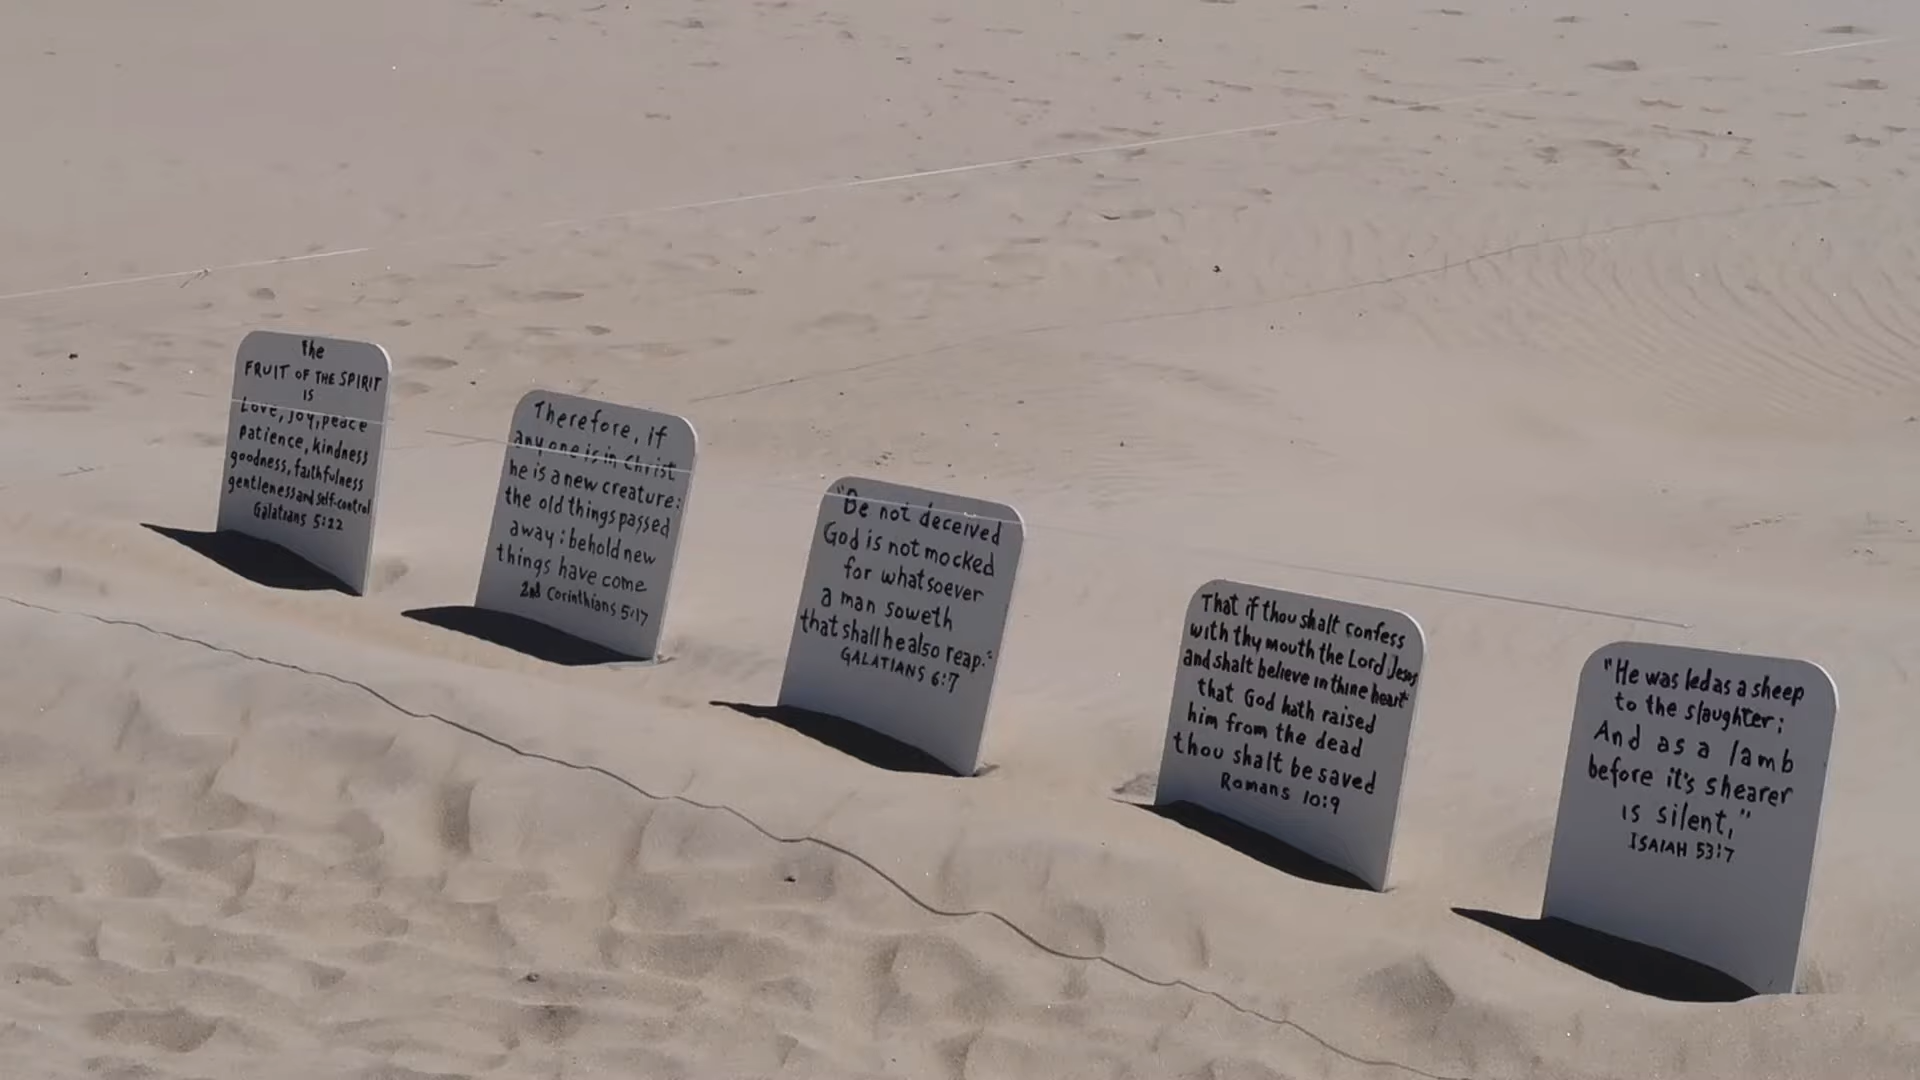 the
FRUIT OF THE SPIRIT
is
Love, joy, peace
patience, kindness
goodness, faithfulness
gentleness and self-control
Galatians 5:22
Therefore, if
any one is in Christ
he is a new creature:
the old things passed
away; behold new
things have come
2nd Corinthians 5:17
"Be not deceived
God is not mocked
for whatsoever
a man soweth
that shall he also reap."
GALATIANS 6:7
That if thou shalt confess
with thy mouth the Lord Jesus
and shalt believe in thine heart
that God hath raised
him from the dead
thou shalt be saved
Romans 10:9
"He was led as a sheep
to the slaughter;
And as a lamb
before it's shearer
is silent,"
ISAIAH 53:7